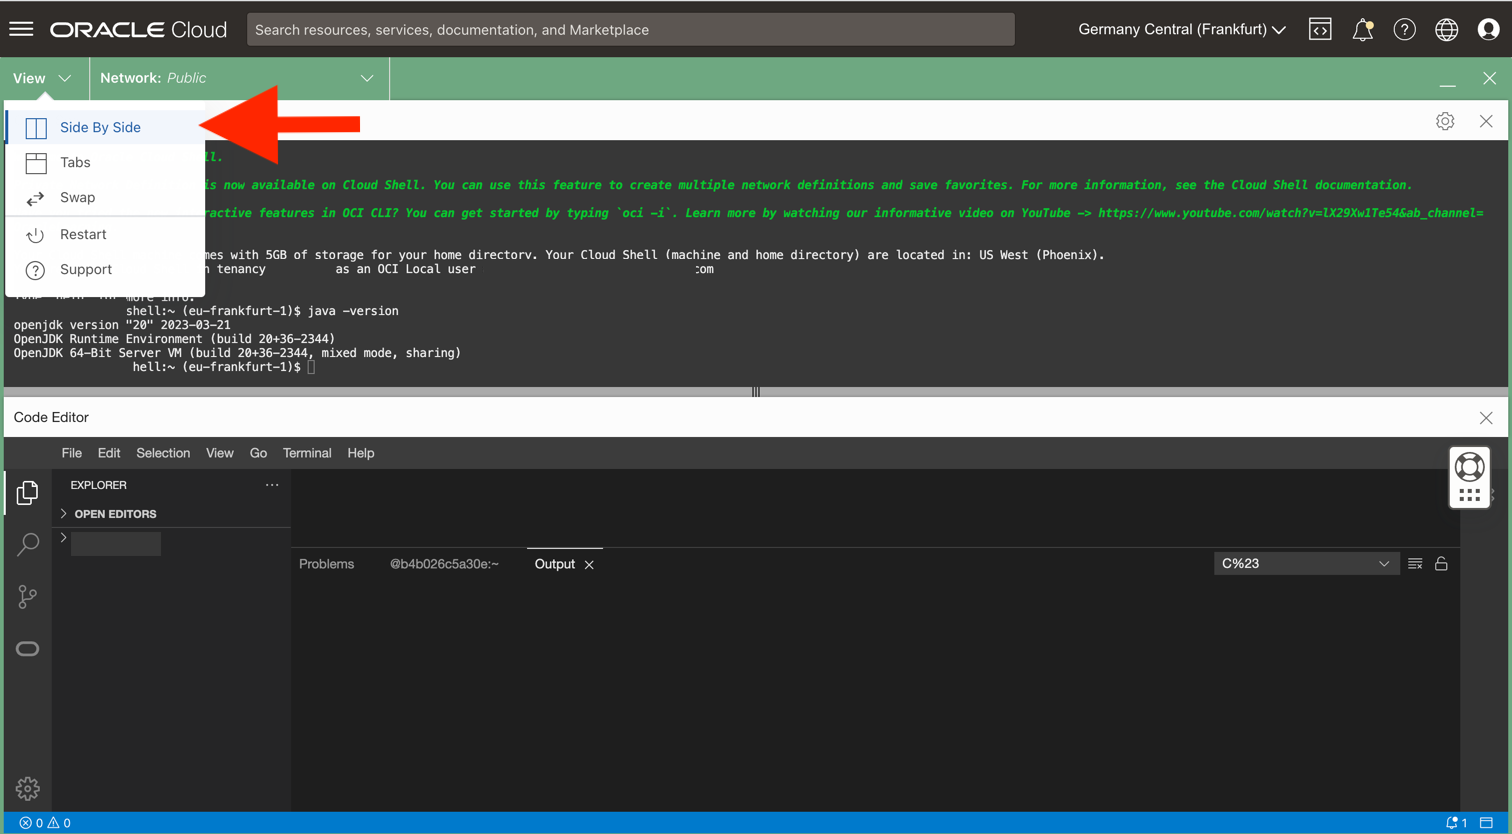 ORACLE Cloud
Search resources, services, documentation, and Marketplace
Germany Central (Frankfurt)
View
Network: Public
Side By Side
Tabs
Swap
Restart
Support
ll.
is now available on Cloud Shell. You can use this feature to create multiple network definitions and save favorites. For more information, see the Cloud Shell documentation.
ractive features in OCI CLI? You can get started by typing `oci -i`. Learn more by watching our informative video on YouTube -> https://www.youtube.com/watch?v=lX29Xw1Te54&ab_channel=
mes with 5GB of storage for your home directory. Your Cloud Shell (machine and home directory) are located in: US West (Phoenix).
n tenancy as an OCI Local user com
more info.
shell:~ (eu-frankfurt-1)$ java -version
openjdk version "20" 2023-03-21
OpenJDK Runtime Environment (build 20+36-2344)
OpenJDK 64-Bit Server VM (build 20+36-2344, mixed mode, sharing)
hell:~ (eu-frankfurt-1)$
Code Editor
File Edit Selection View Go Terminal Help
EXPLORER
OPEN EDITORS
Problems @b4b026c5a30e:~ Output
C%23
0 0
1